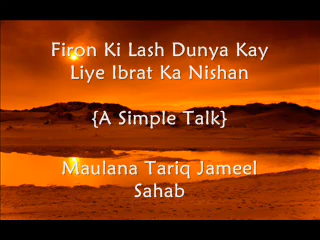 Firon Ki Lash Dunya Kay
Liye Ibrat Ka Nishan
{A Simple Talk}
Maulana Tariq Jameel
Sahab